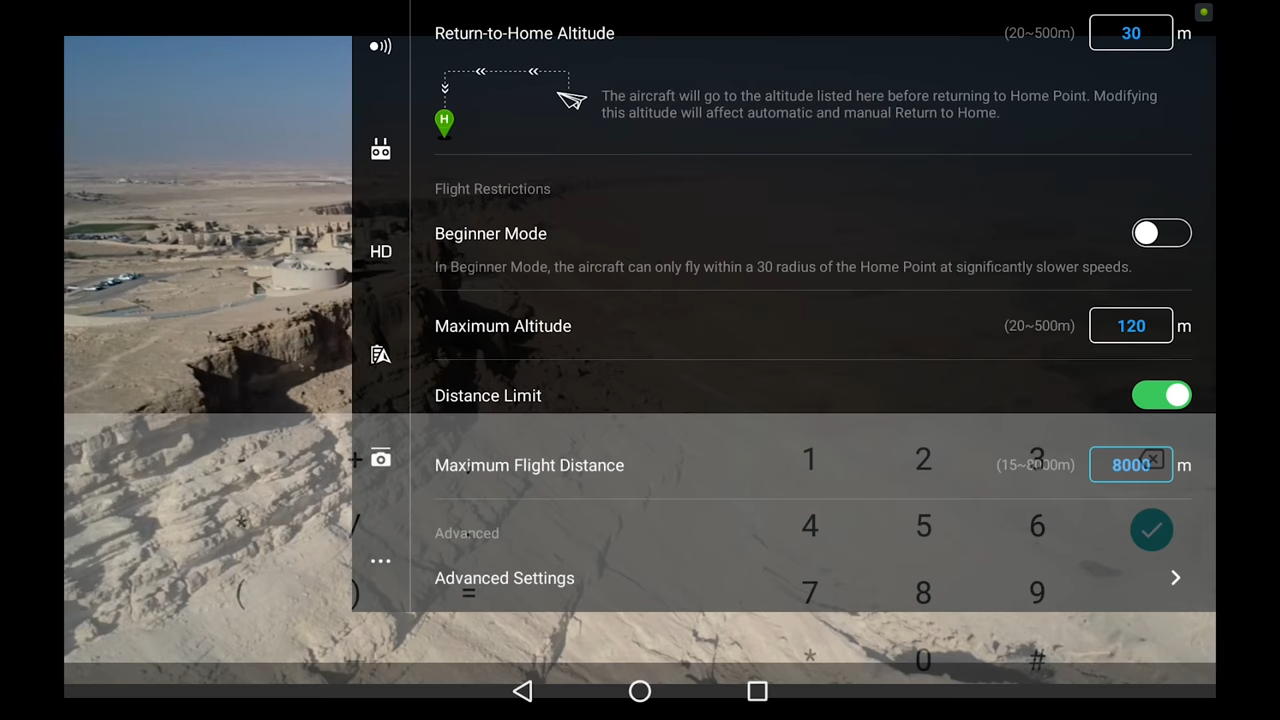 Return-to-Home Altitude (20~500m) 30 m
The aircraft will go to the altitude listed here before returning to Home Point. Modifying
this altitude will affect automatic and manual Return to Home.
H
Flight Restrictions
Beginner Mode
In Beginner Mode, the aircraft can only fly within a 30 radius of the Home Point at significantly slower speeds.
HD
Maximum Altitude (20~500m) 120 m
Distance Limit
Maximum Flight Distance (15~8000m) 8000 m
- + , 1 2 3
* / . 4 5 6
Advanced
Advanced Settings
( ) = 7 8 9
* 0 #